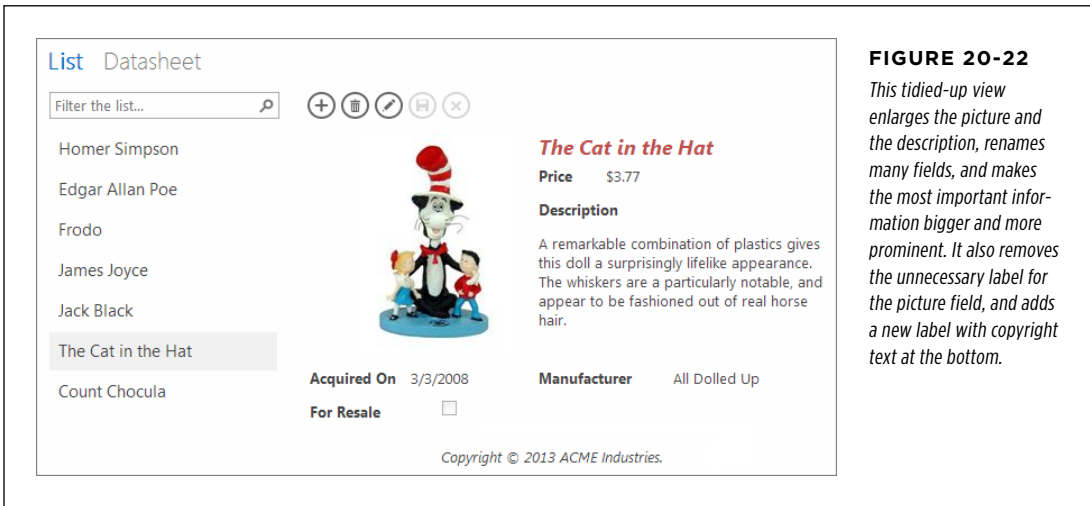 List Datasheet
Filter the list...
Homer Simpson
Edgar Allan Poe
Frodo
James Joyce
Jack Black
The Cat in the Hat
Count Chocula
The Cat in the Hat
Price $3.77
Description
A remarkable combination of plastics gives
this doll a surprisingly lifelike appearance.
The whiskers are a particularly notable, and
appear to be fashioned out of real horse
hair.
Acquired On 3/3/2008
Manufacturer All Dolled Up
For Resale
Copyright © 2013 ACME Industries.
FIGURE 20-22
This tidied-up view
enlarges the picture and
the description, renames
many fields, and makes
the most important infor-
mation bigger and more
prominent. It also removes
the unnecessary label for
the picture field, and adds
a new label with copyright
text at the bottom.